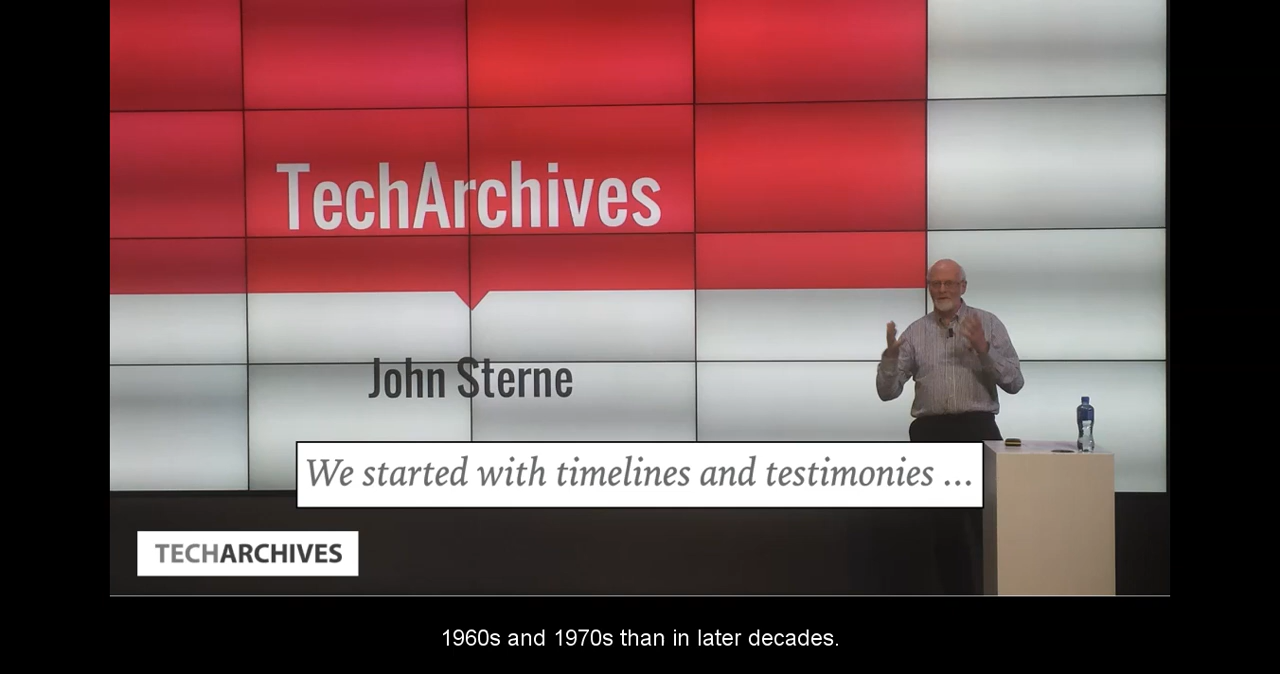 TechArchives
John Sterne
We started with timelines and testimonies ...
TECHARCHIVES
1960s and 1970s than in later decades.